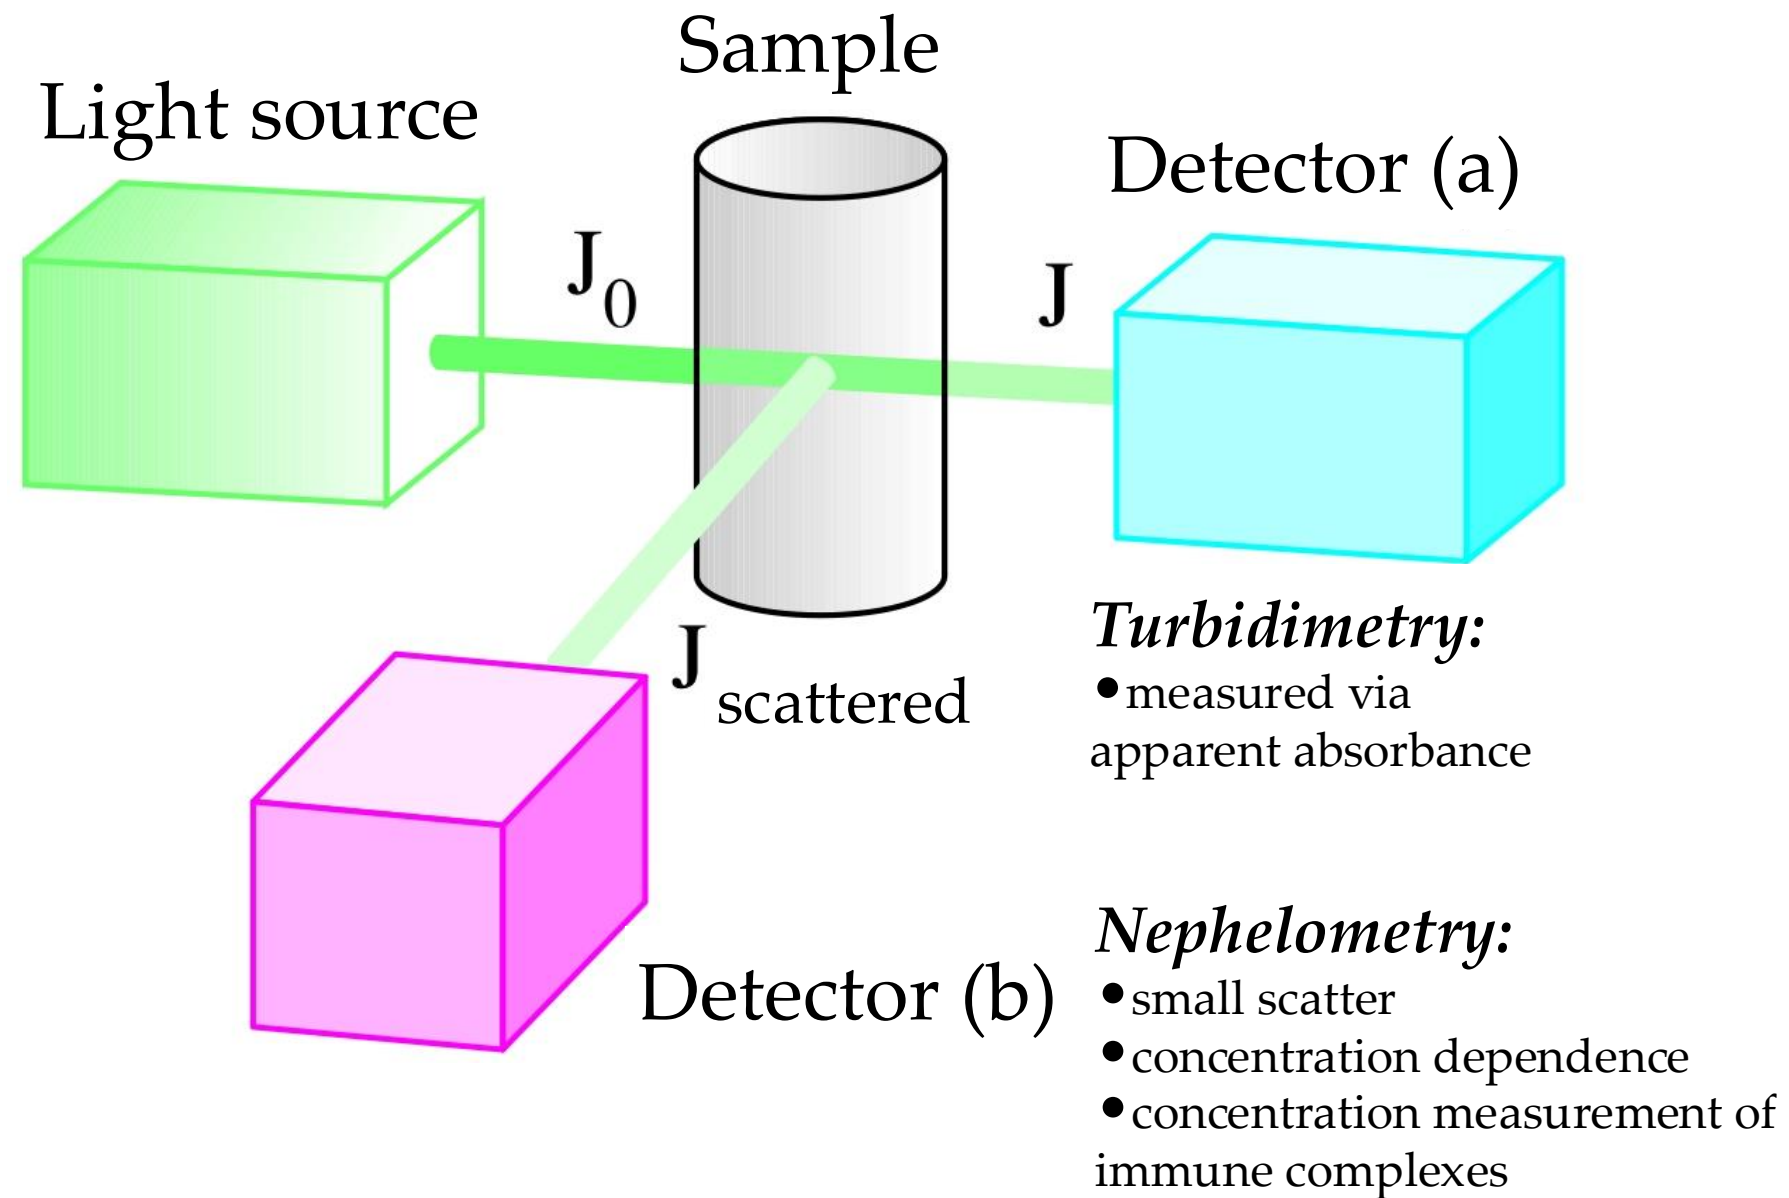 Sample
Light source
Detector (a)
J0
J
J scattered
Turbidimetry:
•measured via
apparent absorbance
Detector (b)
Nephelometry:
•small scatter
•concentration dependence
•concentration measurement of
immune complexes